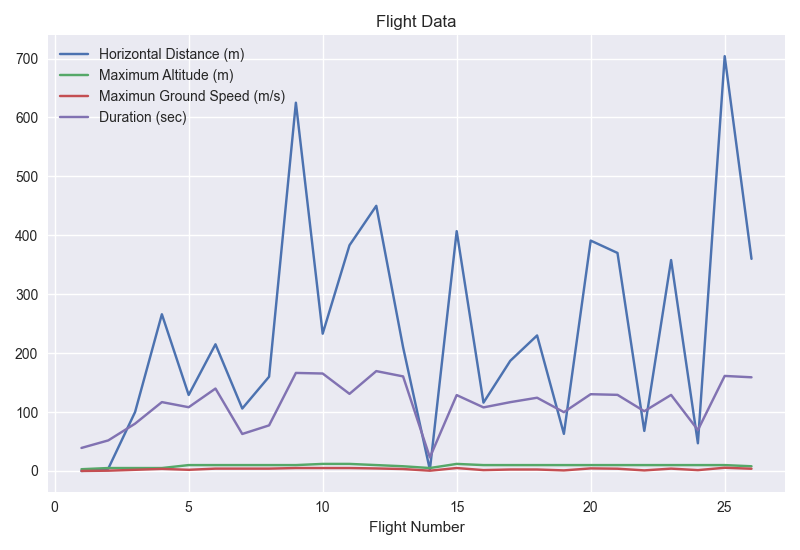 Flight Data
Horizontal Distance (m)
Maximum Altitude (m)
Maximun Ground Speed (m/s)
Duration (sec)
700
600
500
400
300
200
100
0
0 5 10 15 20 25
Flight Number